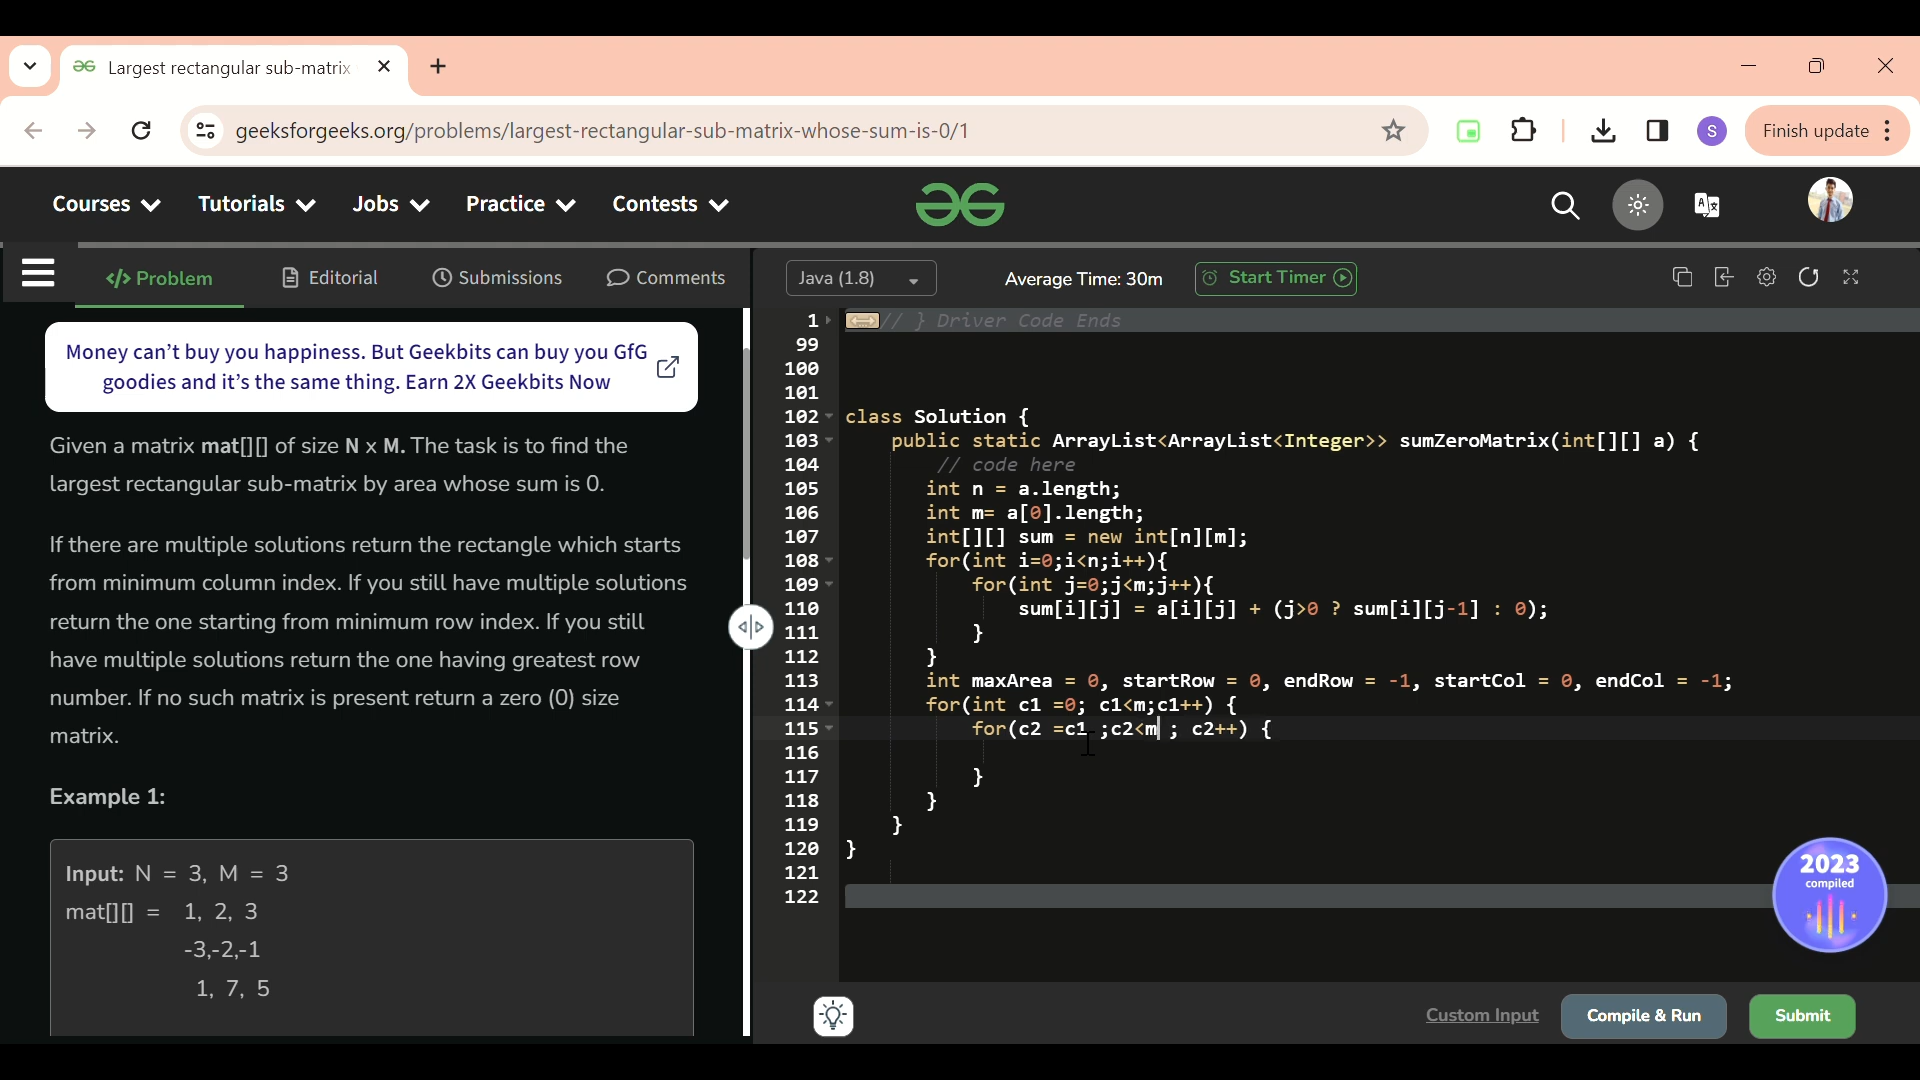 Largest rectangular sub-matrix
geeksforgeeks.org/problems/largest-rectangular-sub-matrix-whose-sum-is-0/1
S
Finish update
Courses
Tutorials
Jobs
Practice
Contests
Problem
Editorial
Submissions
Comments
Java (1.8)
Average Time: 30m
Start Timer
Money can't buy you happiness. But Geekbits can buy you GfG
goodies and it's the same thing. Earn 2X Geekbits Now
Given a matrix mat[][] of size N x M. The task is to find the
largest rectangular sub-matrix by area whose sum is 0.
If there are multiple solutions return the rectangle which starts
from minimum column index. If you still have multiple solutions
return the one starting from minimum row index. If you still
have multiple solutions return the one having greatest row
number. If no such matrix is present return a zero (0) size
matrix.
Example 1:
Input: N = 3, M = 3
mat[][] = 1, 2, 3
-3,-2,-1
1, 7, 5
1 // } Driver Code Ends
99
100
101
102 class Solution {
103 public static ArrayList<ArrayList<Integer>> sumZeroMatrix(int[][] a) {
104 // code here
105 int n = a.length;
106 int m= a[0].length;
107 int[][] sum = new int[n][m];
108 for(int i=0;i<n;i++){
109 for(int j=0;j<m;j++){
110 sum[i][j] = a[i][j] + (j>0 ? sum[i][j-1] : 0);
111 }
112 }
113 int maxArea = 0, startRow = 0, endRow = -1, startCol = 0, endCol = -1;
114 for(int c1 =0; c1<m;c1++) {
115 for(c2 =c1 ;c2<m ; c2++) {
116
117 }
118 }
119 }
120 }
121
122
2023
compiled
Custom Input
Compile & Run
Submit